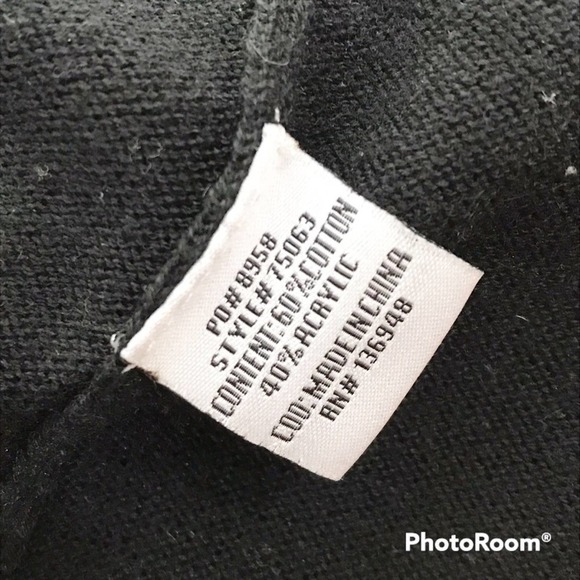 PO# 8958
STYLE# 75063
CONTENT: 60% COTTON
40% ACRYLIC
COO: MADE IN CHINA
RN# 136948
PhotoRoom®